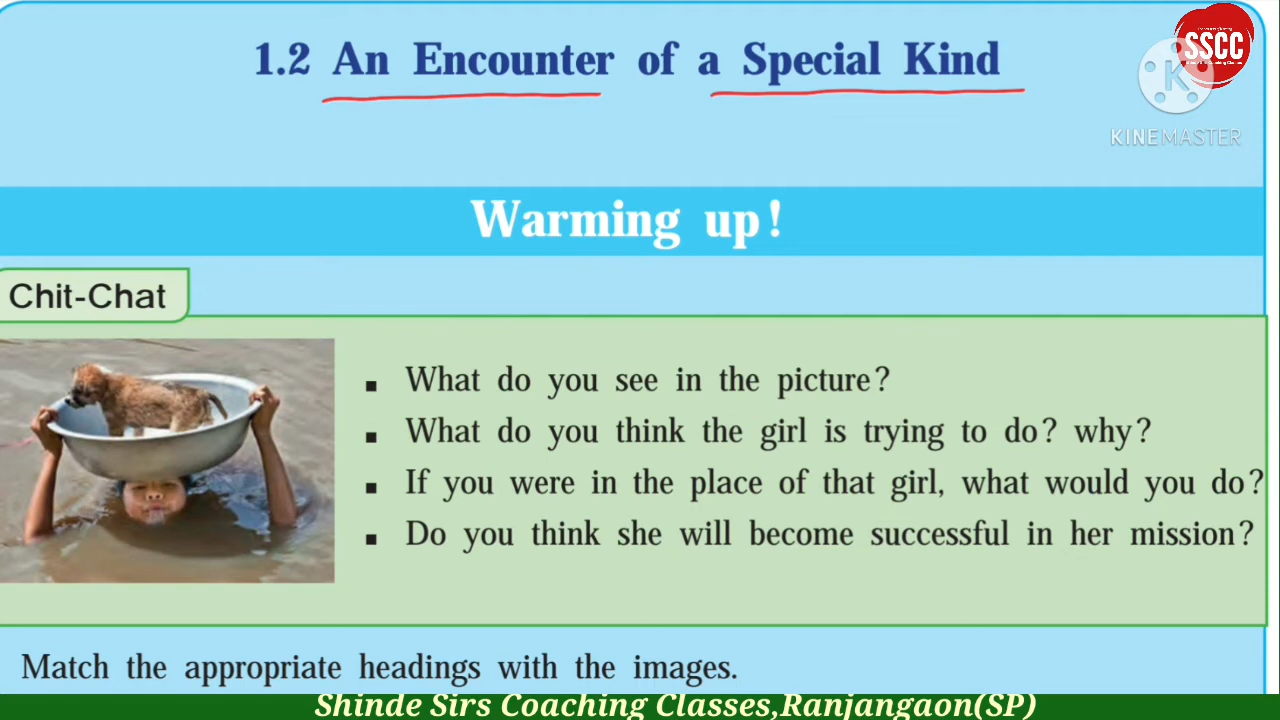 1.2 An Encounter of a Special Kind
SSCC
KINEMASTER
Warming up!
Chit-Chat
▪ What do you see in the picture?
▪ What do you think the girl is trying to do? why?
▪ If you were in the place of that girl, what would you do?
▪ Do you think she will become successful in her mission?
Match the appropriate headings with the images.
Shinde Sirs Coaching Classes,Ranjangaon(SP)